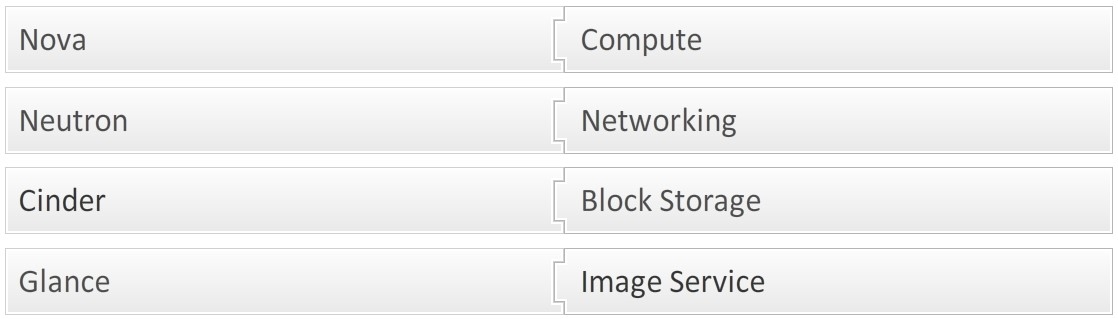 Nova Compute
Neutron Networking
Cinder Block Storage
Glance Image Service